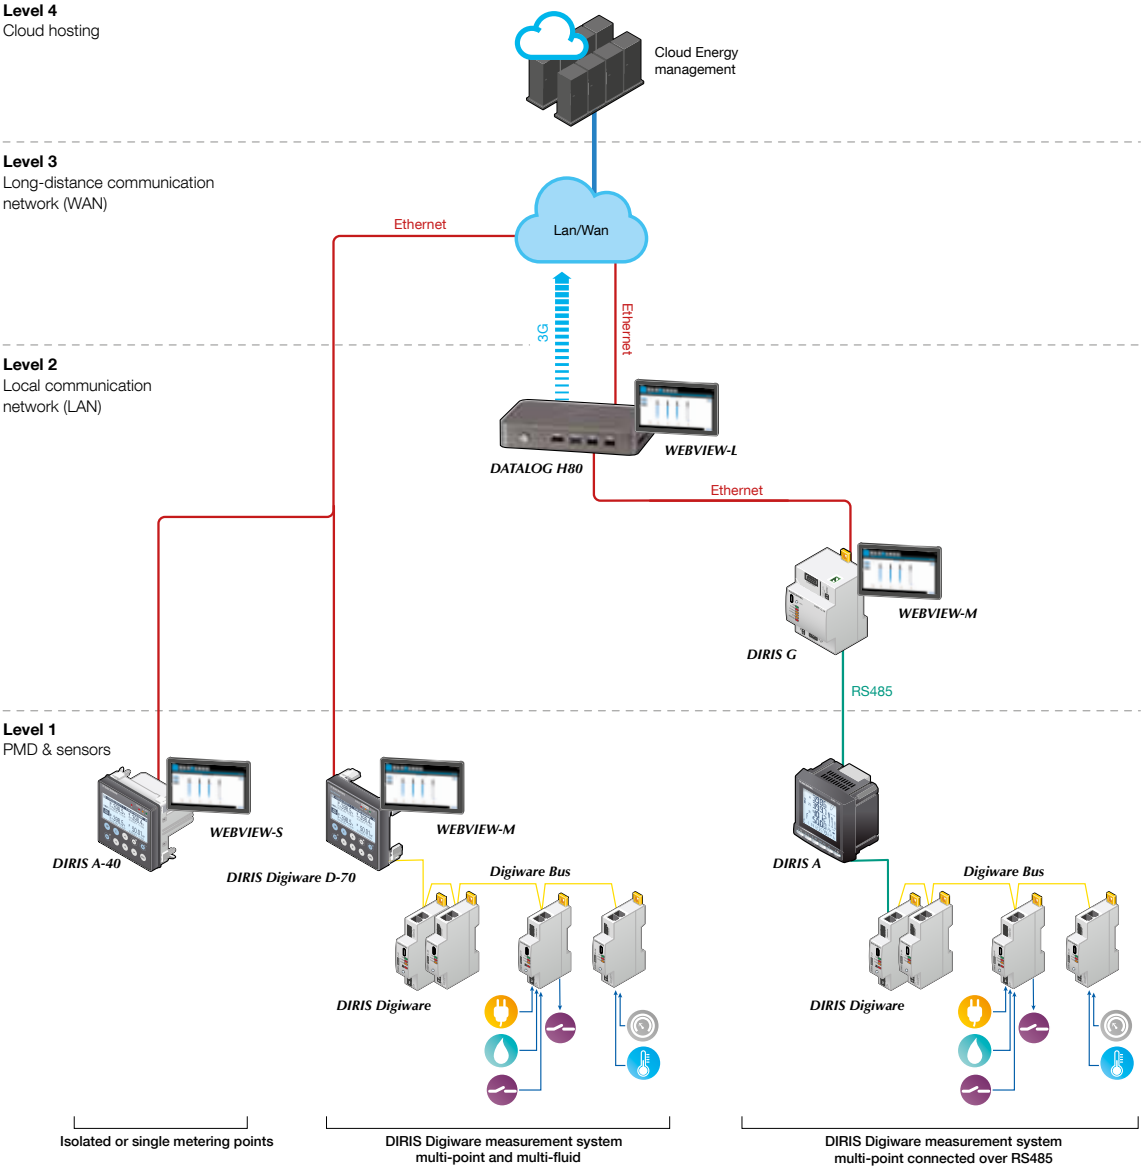 Level 4
Cloud hosting
Cloud Energy
management
Level 3
Long-distance communication
network (WAN)
Ethernet
Lan/Wan
3G
Ethernet
Level 2
Local communication
network (LAN)
WEBVIEW-L
DATALOG H80
Ethernet
WEBVIEW-M
DIRIS G
RS485
Level 1
PMD & sensors
WEBVIEW-S
WEBVIEW-M
DIRIS A-40
DIRIS Digiware D-70
DIRIS A
Digiware Bus
Digiware Bus
DIRIS Digiware
DIRIS Digiware
Isolated or single metering points
DIRIS Digiware measurement system
multi-point and multi-fluid
DIRIS Digiware measurement system
multi-point connected over RS485